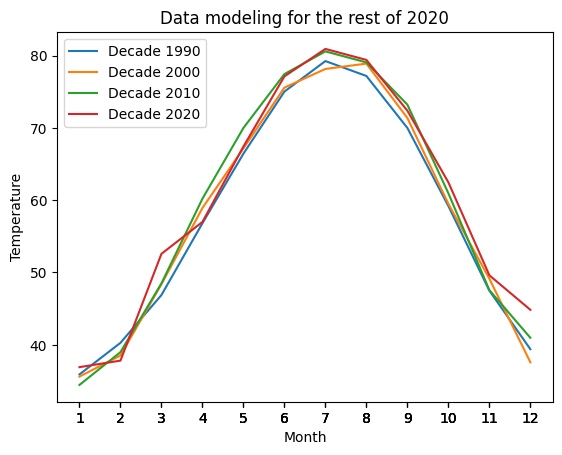 Data modeling for the rest of 2020
Decade 1990
Decade 2000
Decade 2010
Decade 2020
Temperature
80
70
60
50
40
1 2 3 4 5 6 7 8 9 10 11 12
Month